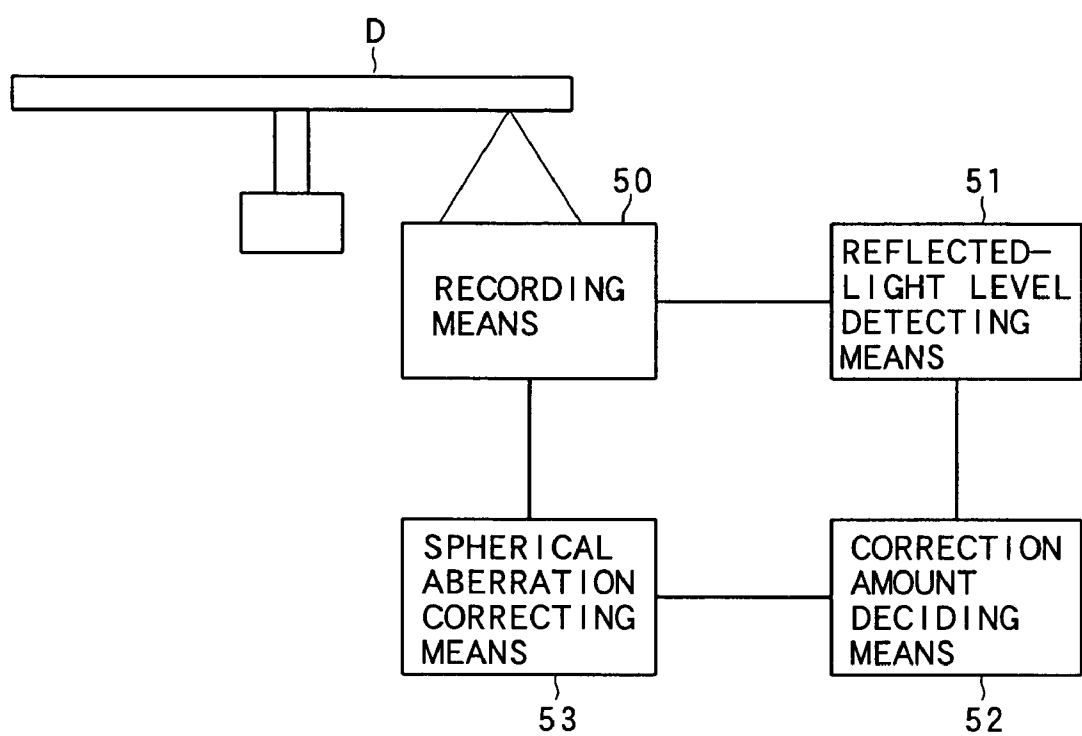 D
50
51
RECORDING
MEANS
REFLECTED-
LIGHT LEVEL
DETECTING
MEANS
SPHERICAL
ABERRATION
CORRECTING
MEANS
CORRECTION
AMOUNT
DECIDING
MEANS
53
52